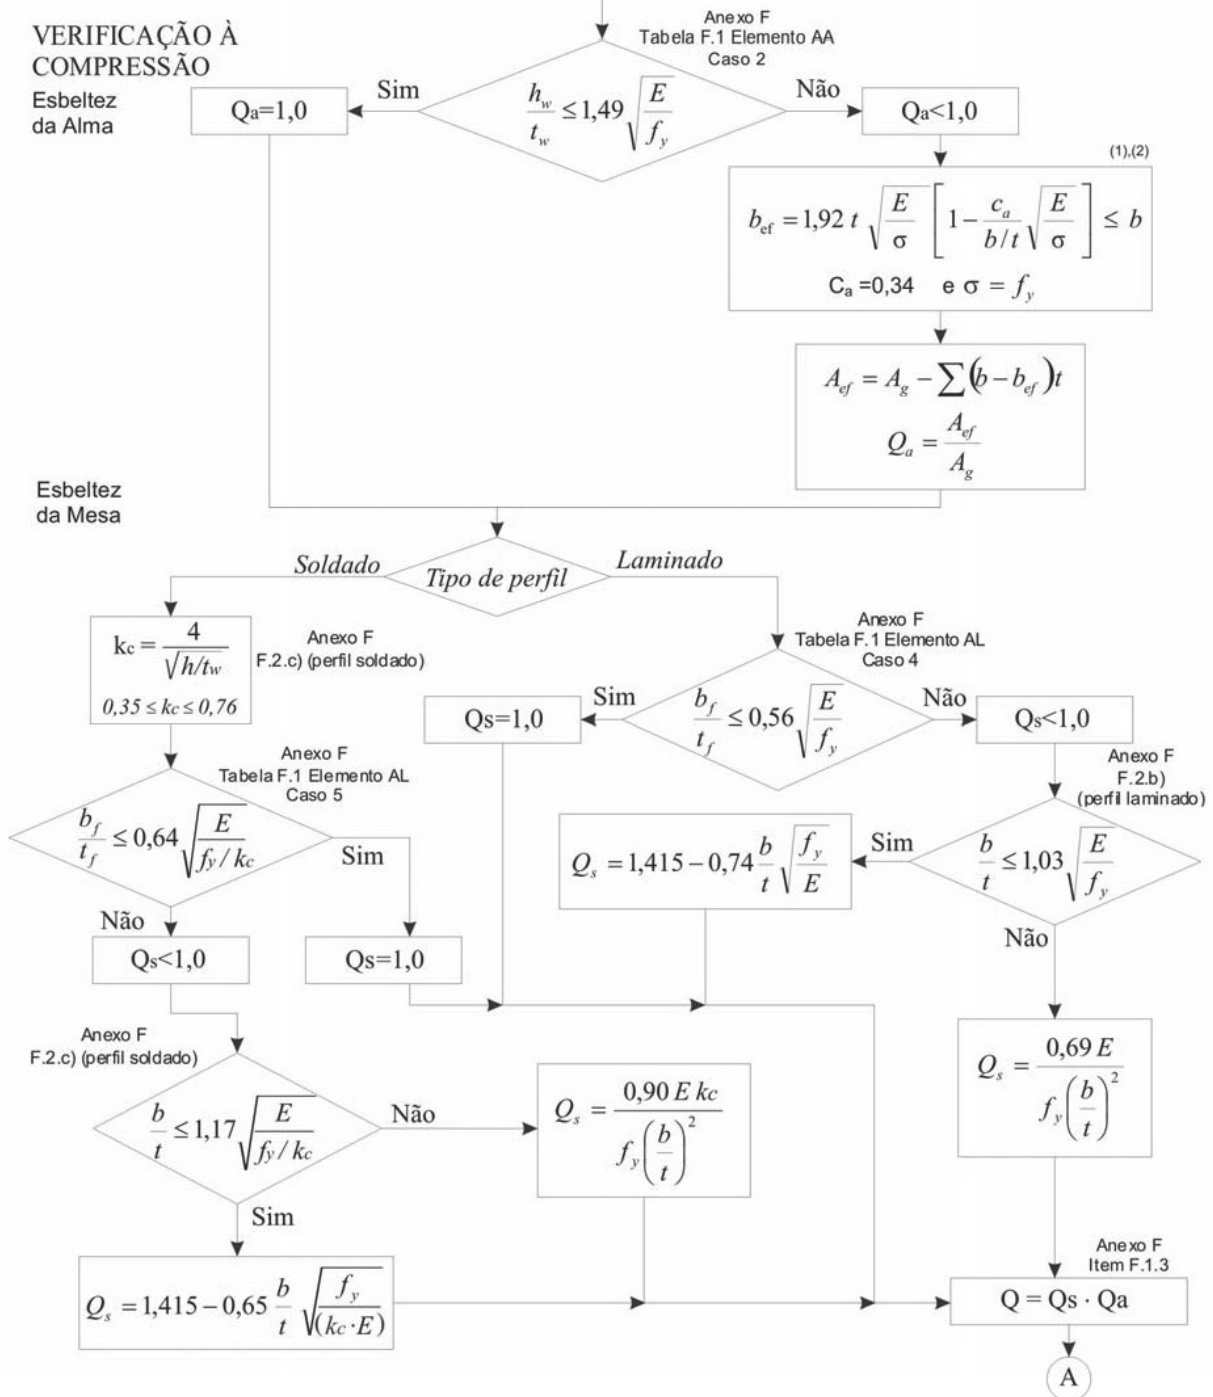 VERIFICAÇÃO À
COMPRESSÃO
Esbeltez
da Alma
Anexo F
Tabela F.1 Elemento AA
Caso 2
h_w/t_w ≤ 1,49 √(E/f_y)
Sim
Não
Qa=1,0
Qa<1,0
(1),(2)
b_ef = 1,92 t √(E/σ) [1 − c_a/(b/t) √(E/σ)] ≤ b
Ca =0,34 e σ = f_y
A_ef = A_g − ∑(b − b_ef)t
Q_a = A_ef/A_g
Esbeltez
da Mesa
Soldado
Tipo de perfil
Laminado
kc = 4/√(h/tw)
0,35 ≤ kc ≤ 0,76
Anexo F
F.2.c) (perfil soldado)
Anexo F
Tabela F.1 Elemento AL
Caso 4
b_f/t_f ≤ 0,56 √(E/f_y)
Sim
Não
Qs=1,0
Qs<1,0
Anexo F
Tabela F.1 Elemento AL
Caso 5
b_f/t_f ≤ 0,64 √(E/(fy / kc))
Sim
Não
Qs<1,0
Qs=1,0
Anexo F
F.2.b)
(perfil laminado)
b/t ≤ 1,03 √(E/f_y)
Sim
Não
Q_s = 1,415 − 0,74 b/t √(f_y/E)
Q_s = 0,69 E/(f_y(b/t)²)
Anexo F
F.2.c) (perfil soldado)
b/t ≤ 1,17 √(E/(fy / kc))
Não
Sim
Q_s = 0,90 E kc/(f_y(b/t)²)
Q_s = 1,415 − 0,65 b/t √(f_y/(kc·E))
Anexo F
Item F.1.3
Q = Qs · Qa
A